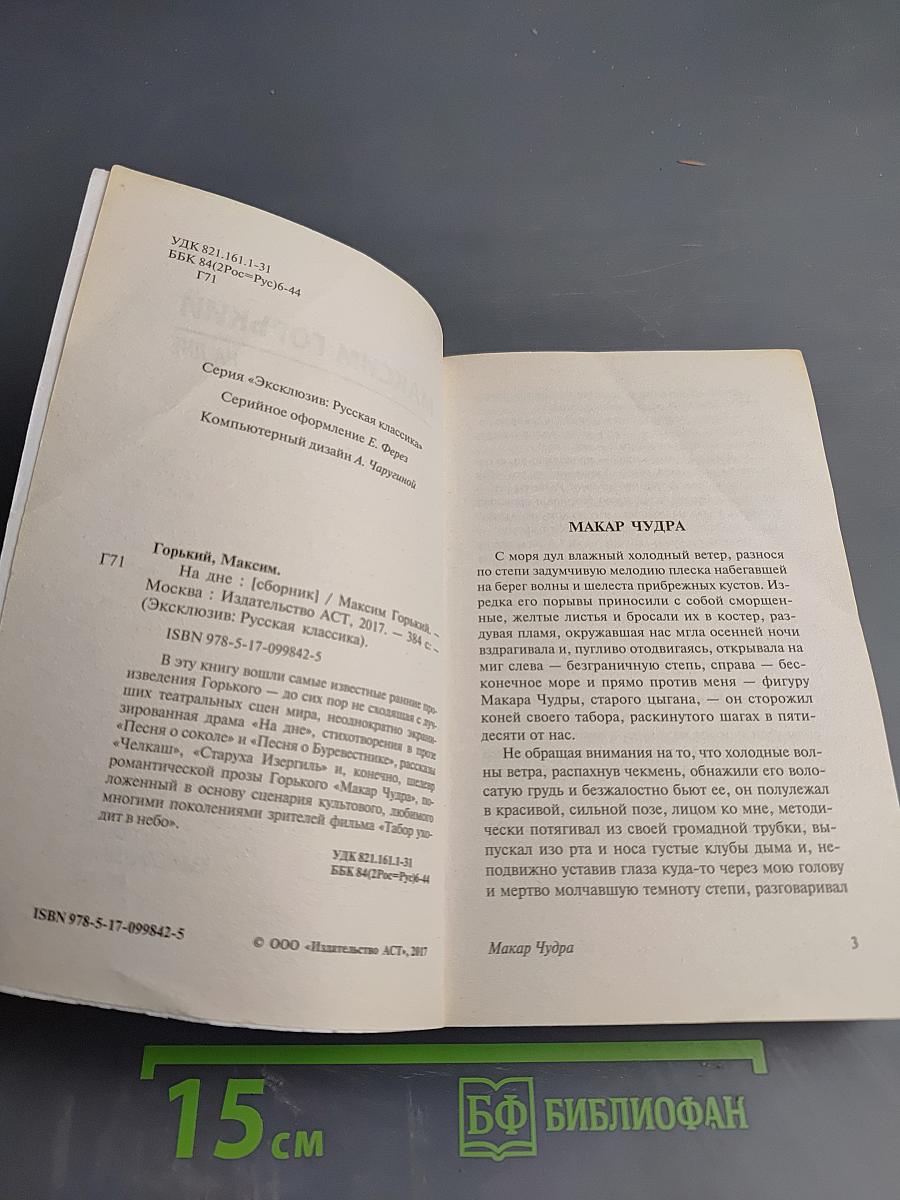 УДК 821.161.1-31
ББК 84(2Рос=Рус)6-44
Г71
Серия «Эксклюзив: Русская классика»
Серийное оформление Е. Ферез
Компьютерный дизайн А. Чаругиной
Горький, Максим.
Г71 На дне : [сборник] / Максим Горький. –
Москва : Издательство АСТ, 2017. — 384 с. –
(Эксклюзив: Русская классика).
ISBN 978-5-17-099842-5
В эту книгу вошли самые известные ранние про-
изведения Горького — до сих пор не сходящая с луч-
ших театральных сцен мира, неоднократно экрани-
зированная драма «На дне», стихотворения в прозе
«Песня о соколе» и «Песня о Буревестнике», рассказы
«Челкаш», «Старуха Изергиль» и, конечно, шедевр
романтической прозы Горького «Макар Чудра», по-
ложенный в основу сценария культового, любимого
многими поколениями зрителей фильма «Табор ухо-
дит в небо».
УДК 821.161.1-31
ББК 84(2Рос=Рус)6-44
ISBN 978-5-17-099842-5
© ООО «Издательство АСТ», 2017
МАКАР ЧУДРА
С моря дул влажный холодный ветер, разнося
по степи задумчивую мелодию плеска набегавшей
на берег волны и шелеста прибрежных кустов. Из-
редка его порывы приносили с собой сморщен-
ные, желтые листья и бросали их в костер, раз-
дувая пламя, окружавшая нас мгла осенней ночи
вздрагивала и, пугливо отодвигаясь, открывала на
миг слева — безграничную степь, справа — бес-
конечное море и прямо против меня — фигуру
Макара Чудры, старого цыгана, — он сторожил
коней своего табора, раскинутого шагах в пяти-
десяти от нас.
Не обращая внимания на то, что холодные вол-
ны ветра, распахнув чекмень, обнажили его воло-
сатую грудь и безжалостно бьют ее, он полулежал
в красивой, сильной позе, лицом ко мне, методи-
чески потягивал из своей громадной трубки, вы-
пускал изо рта и носа густые клубы дыма и, не-
подвижно уставив глаза куда-то через мою голову
и мертво молчавшую темноту степи, разговаривал
Макар Чудра 3
15 см БФ БИБЛИОФАН